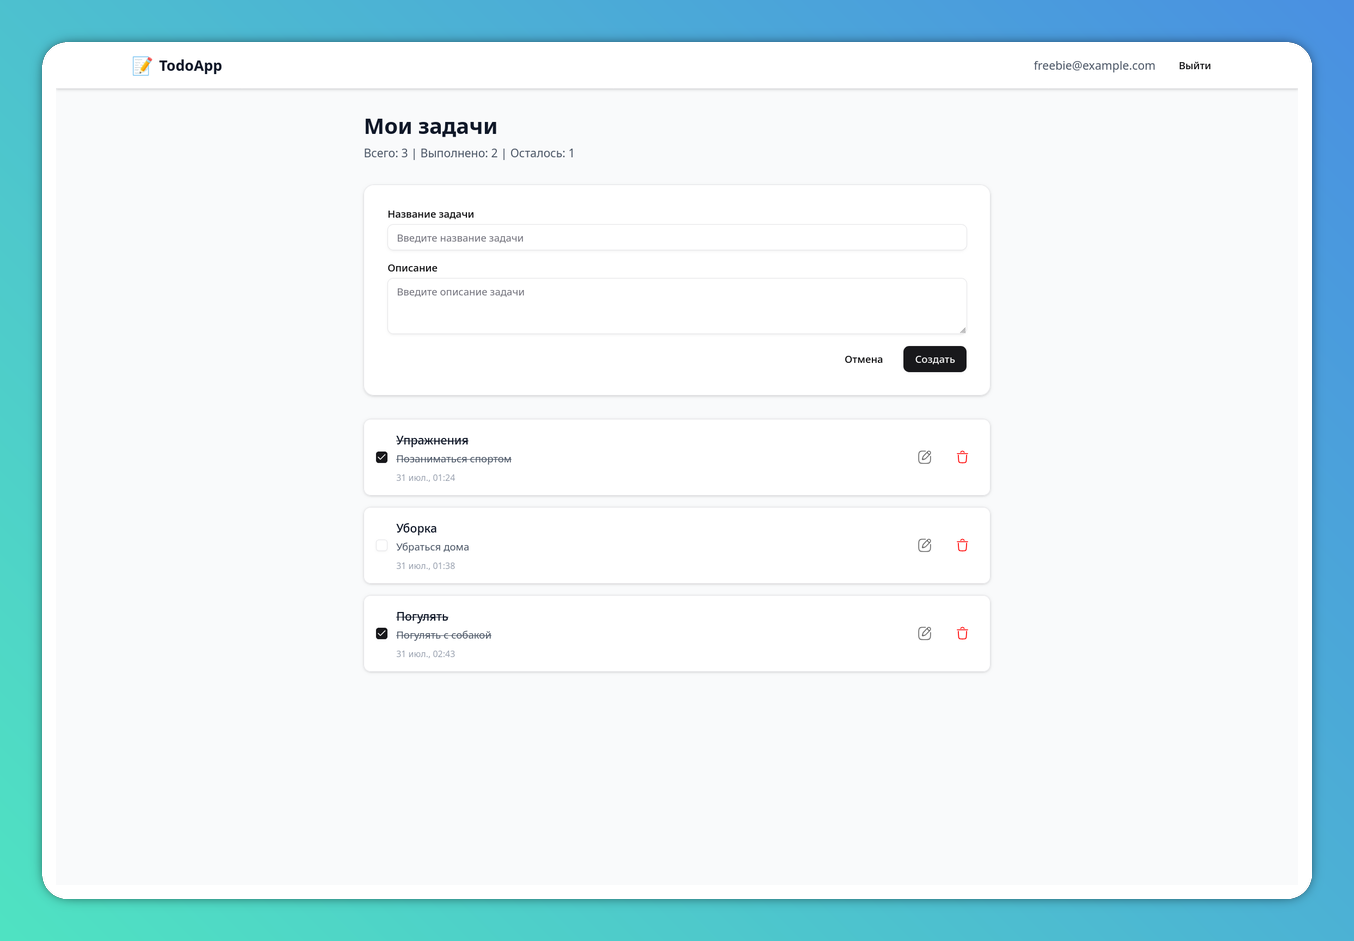 TodoApp
freebie@example.com
Выйти
Мои задачи
Всего: 3 | Выполнено: 2 | Осталось: 1
Название задачи
Введите название задачи
Описание
Введите описание задачи
Отмена
Создать
Упражнения
Позаниматься спортом
31 июл., 01:24
Уборка
Убраться дома
31 июл., 01:38
Погулять
Погулять с собакой
31 июл., 02:43